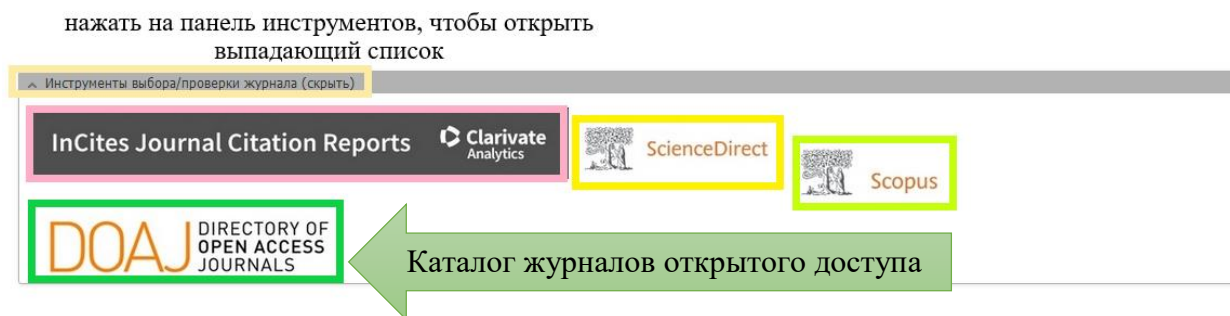 нажать на панель инструментов, чтобы открыть
выпадающий список
Инструменты выбора/проверки журнала (скрыть)
InCites Journal Citation Reports Clarivate
Analytics
ScienceDirect
Scopus
DOAJ DIRECTORY OF
OPEN ACCESS
JOURNALS
Каталог журналов открытого доступа